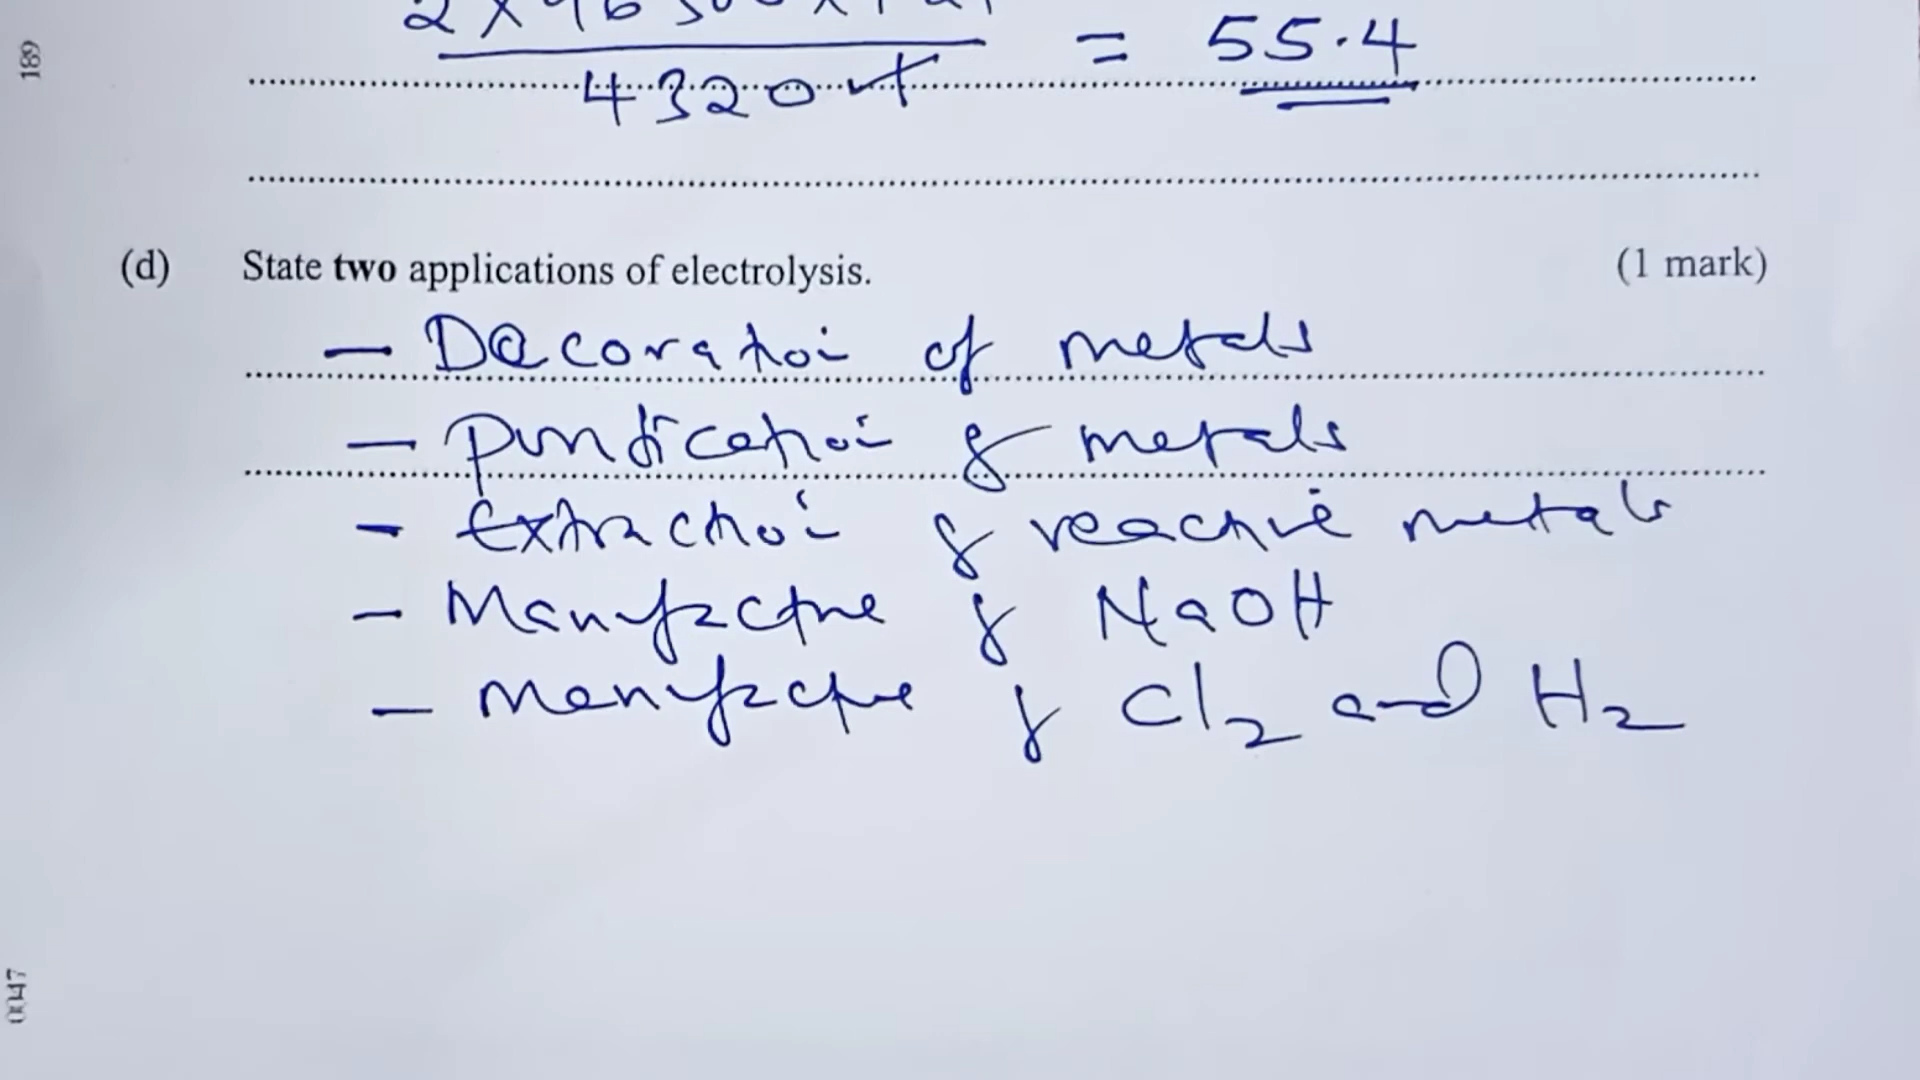 189
2 × 96500 ×
4320
= 55.4
(d) State two applications of electrolysis. (1 mark)
- Decoration of metals
- purification of metals
- Extraction of reactive metals
- Manufacture of NaOH
- Manufacture of Cl2 and H2
0047